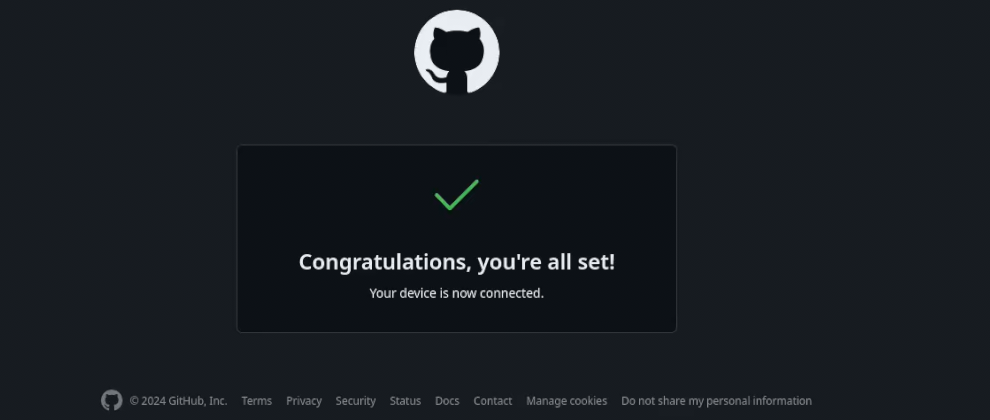 Congratulations, you're all set!
Your device is now connected.
© 2024 GitHub, Inc. Terms Privacy Security Status Docs Contact Manage cookies Do not share my personal information